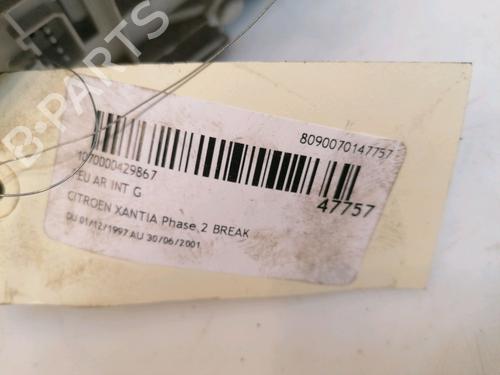 8090070147757
1070000429867
47757
FEU AR INT G
CITROEN XANTIA Phase 2 BREAK
DU 01/12/1997 AU 30/06/2001
B-PARTS